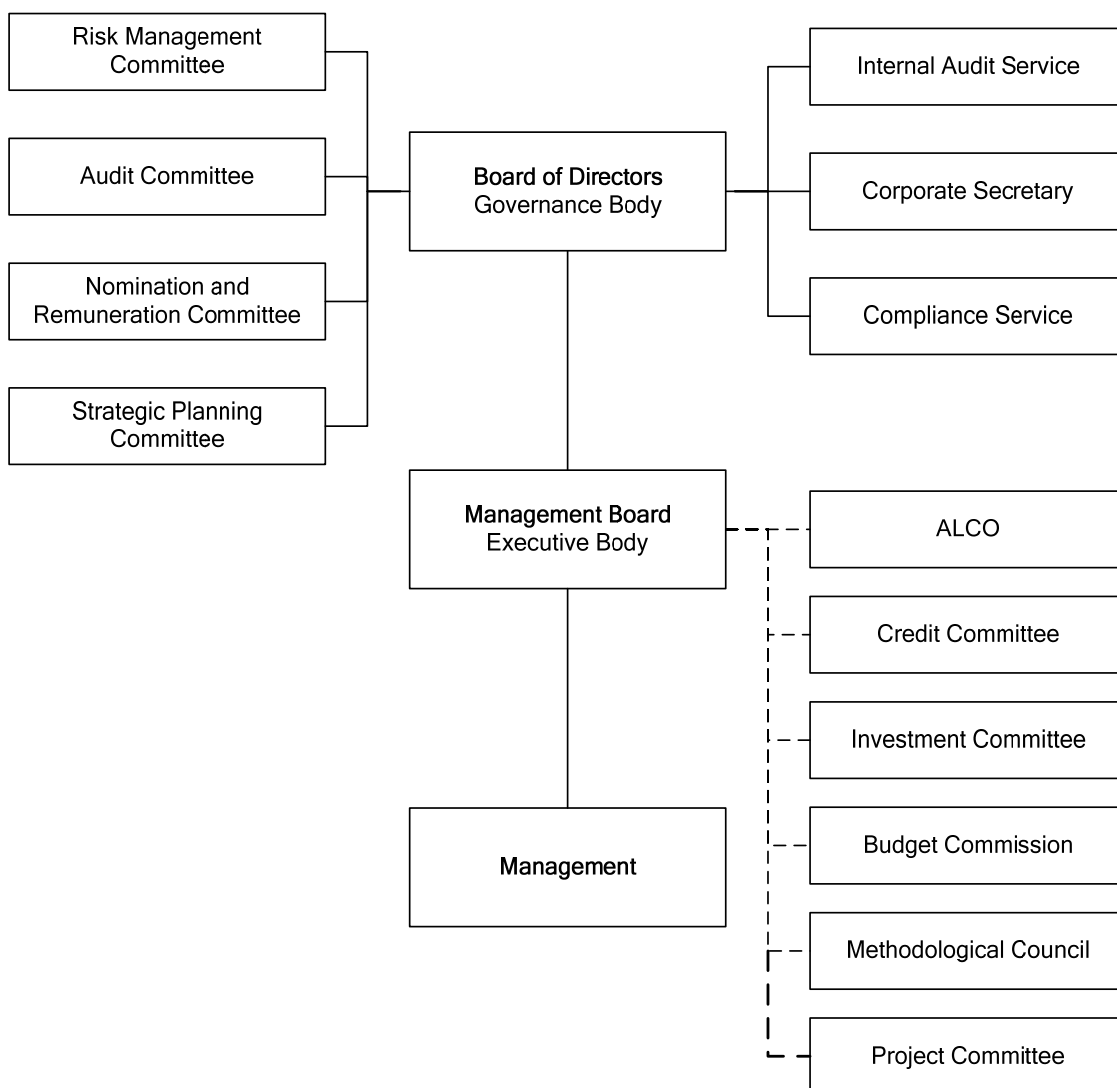 Risk Management
Committee
Audit Committee
Nomination and
Remuneration Committee
Strategic Planning
Committee
Board of Directors
Governance Body
Internal Audit Service
Corporate Secretary
Compliance Service
Management Board
Executive Body
Management
ALCO
Credit Committee
Investment Committee
Budget Commission
Methodological Council
Project Committee